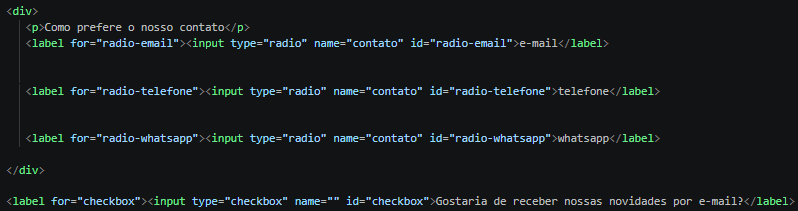 <div>
<p>Como prefere o nosso contato</p>
<label for="radio-email"><input type="radio" name="contato" id="radio-email">e-mail</label>
<label for="radio-telefone"><input type="radio" name="contato" id="radio-telefone">telefone</label>
<label for="radio-whatsapp"><input type="radio" name="contato" id="radio-whatsapp">whatsapp</label>
</div>
<label for="checkbox"><input type="checkbox" name="" id="checkbox">Gostaria de receber nossas novidades por e-mail?</label>